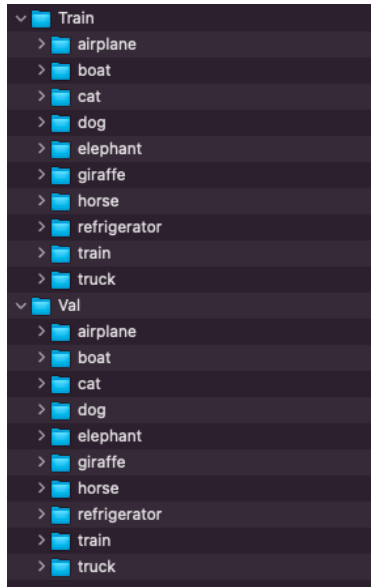 Train
airplane
boat
cat
dog
elephant
giraffe
horse
refrigerator
train
truck
Val
airplane
boat
cat
dog
elephant
giraffe
horse
refrigerator
train
truck